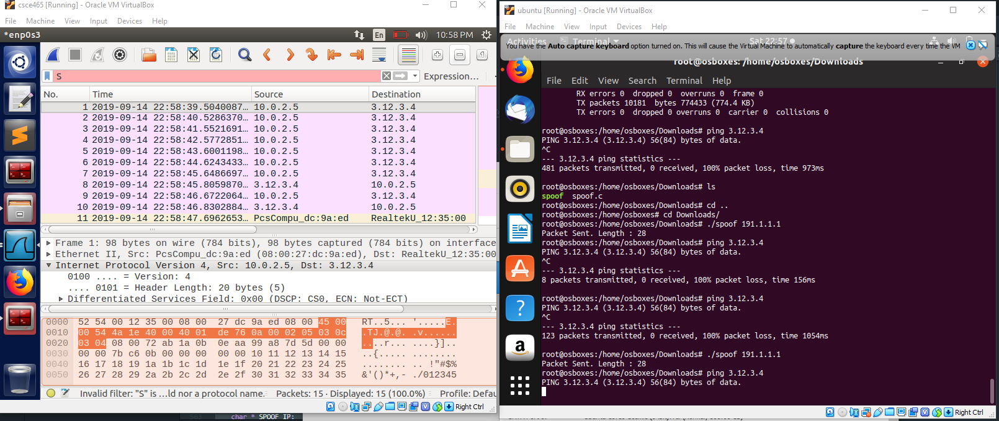 csce465 [Running] - Oracle VM VirtualBox
File Machine View Input Devices Help
*enp0s3
En
10:58 PM
S
Expression...
No. Time Source Destination
1 2019-09-14 22:58:39.5040087... 10.0.2.5 3.12.3.4
2 2019-09-14 22:58:40.5286370... 10.0.2.5 3.12.3.4
3 2019-09-14 22:58:41.5521691... 10.0.2.5 3.12.3.4
4 2019-09-14 22:58:42.5772851... 10.0.2.5 3.12.3.4
5 2019-09-14 22:58:43.6001198... 10.0.2.5 3.12.3.4
6 2019-09-14 22:58:44.6243433... 10.0.2.5 3.12.3.4
7 2019-09-14 22:58:45.6486697... 10.0.2.5 3.12.3.4
8 2019-09-14 22:58:45.8059870... 3.12.3.4 10.0.2.5
9 2019-09-14 22:58:46.6722064... 10.0.2.5 3.12.3.4
10 2019-09-14 22:58:46.8302884... 3.12.3.4 10.0.2.5
11 2019-09-14 22:58:47.6962653... PcsCompu_dc:9a:ed RealtekU_12:35:00
Frame 1: 98 bytes on wire (784 bits), 98 bytes captured (784 bits) on interface
Ethernet II, Src: PcsCompu_dc:9a:ed (08:00:27:dc:9a:ed), Dst: RealtekU_12:35:00
Internet Protocol Version 4, Src: 10.0.2.5, Dst: 3.12.3.4
0100 .... = Version: 4
.... 0101 = Header Length: 20 bytes (5)
Differentiated Services Field: 0x00 (DSCP: CS0, ECN: Not-ECT)
0000 52 54 00 12 35 00 08 00 27 dc 9a ed 08 00 45 00 RT..5... '.....E.
0010 00 54 4a 1e 40 00 40 01 de 76 0a 00 02 05 03 0c .TJ.@.@. .v......
0020 03 04 08 00 72 ab 1a 0b 0e aa 99 a8 7d 5d 00 00 ....r... ....}]..
0030 00 00 7b c6 0b 00 00 00 00 00 10 11 12 13 14 15 ..{..... ........
0040 16 17 18 19 1a 1b 1c 1d 1e 1f 20 21 22 23 24 25 ........ .. !"#$%
0050 26 27 28 29 2a 2b 2c 2d 2e 2f 30 31 32 33 34 35 &'()*+,- ./012345
Invalid filter: "S" is ...ld nor a protocol name. Packets: 15 · Displayed: 15 (100.0%) Profile: Defau
Right Ctrl
char * SPOOF IP;
ubuntu [Running] - Oracle VM VirtualBox
File Machine View Input Devices Help
Activities Terminal Sat 22:57
You have the Auto capture keyboard option turned on. This will cause the Virtual Machine to automatically capture the keyboard every time the VM
root@osboxes: /home/osboxes/Downloads
File Edit View Search Terminal Help
RX errors 0 dropped 0 overruns 0 frame 0
TX packets 10181 bytes 774433 (774.4 KB)
TX errors 0 dropped 0 overruns 0 carrier 0 collisions 0
root@osboxes:/home/osboxes/Downloads# ping 3.12.3.4
PING 3.12.3.4 (3.12.3.4) 56(84) bytes of data.
^C
--- 3.12.3.4 ping statistics ---
481 packets transmitted, 0 received, 100% packet loss, time 973ms
root@osboxes:/home/osboxes/Downloads# ls
spoof spoof.c
root@osboxes:/home/osboxes/Downloads# cd ..
root@osboxes:/home/osboxes# cd Downloads/
root@osboxes:/home/osboxes/Downloads# ./spoof 191.1.1.1
Packet Sent. Length : 28
root@osboxes:/home/osboxes/Downloads# ping 3.12.3.4
PING 3.12.3.4 (3.12.3.4) 56(84) bytes of data.
^C
--- 3.12.3.4 ping statistics ---
8 packets transmitted, 0 received, 100% packet loss, time 156ms
root@osboxes:/home/osboxes/Downloads# ping 3.12.3.4
PING 3.12.3.4 (3.12.3.4) 56(84) bytes of data.
^C
--- 3.12.3.4 ping statistics ---
123 packets transmitted, 0 received, 100% packet loss, time 1054ms
root@osboxes:/home/osboxes/Downloads# ./spoof 191.1.1.1
Packet Sent. Length : 28
root@osboxes:/home/osboxes/Downloads# ping 3.12.3.4
PING 3.12.3.4 (3.12.3.4) 56(84) bytes of data.
Right Ctrl